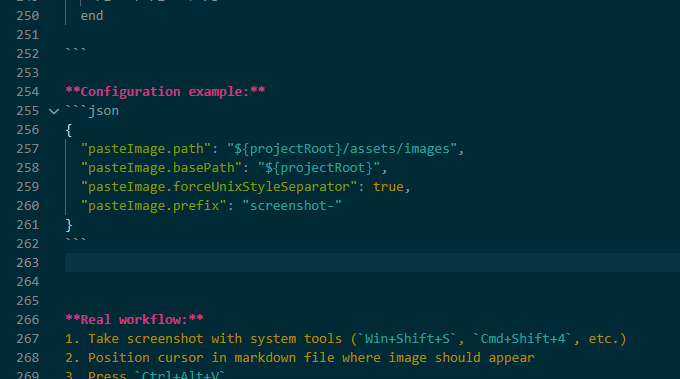 250 end
251
252 ```
253
254 **Configuration example:**
255 ```json
256 {
257 "pasteImage.path": "${projectRoot}/assets/images",
258 "pasteImage.basePath": "${projectRoot}",
259 "pasteImage.forceUnixStyleSeparator": true,
260 "pasteImage.prefix": "screenshot-"
261 }
262 ```
263
264
265
266 **Real workflow:**
267 1. Take screenshot with system tools (`Win+Shift+S`, `Cmd+Shift+4`, etc.)
268 2. Position cursor in markdown file where image should appear
269 3. Press `Ctrl+Alt+V`